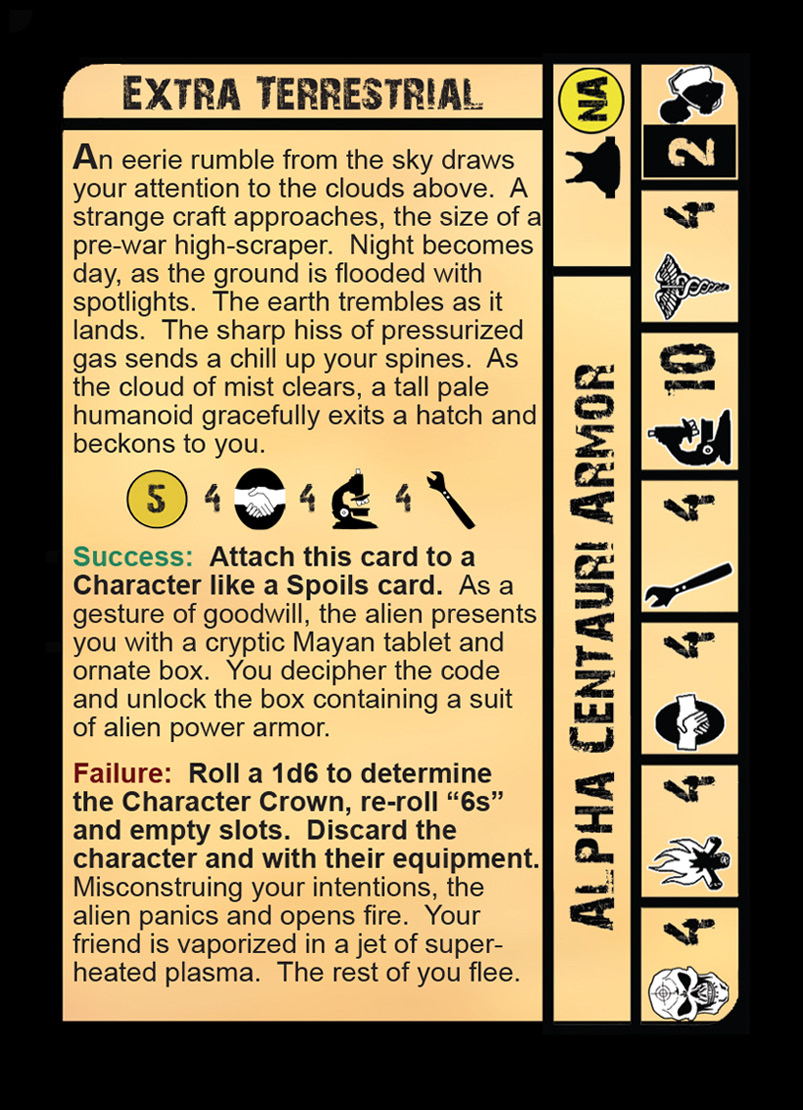 Extra Terrestrial
An eerie rumble from the sky draws
your attention to the clouds above. A
strange craft approaches, the size of a
pre-war high-scraper. Night becomes
day, as the ground is flooded with
spotlights. The earth trembles as it
lands. The sharp hiss of pressurized
gas sends a chill up your spines. As
the cloud of mist clears, a tall pale
humanoid gracefully exits a hatch and
beckons to you.
5 4 4 4
Success: Attach this card to a
Character like a Spoils card. As a
gesture of goodwill, the alien presents
you with a cryptic Mayan tablet and
ornate box. You decipher the code
and unlock the box containing a suit
of alien power armor.
Failure: Roll a 1d6 to determine
the Character Crown, re-roll “6s”
and empty slots. Discard the
character and with their equipment.
Misconstruing your intentions, the
alien panics and opens fire. Your
friend is vaporized in a jet of super-
heated plasma. The rest of you flee.
Alpha Centauri Armor
NA
4
4
4
4
10
4
2